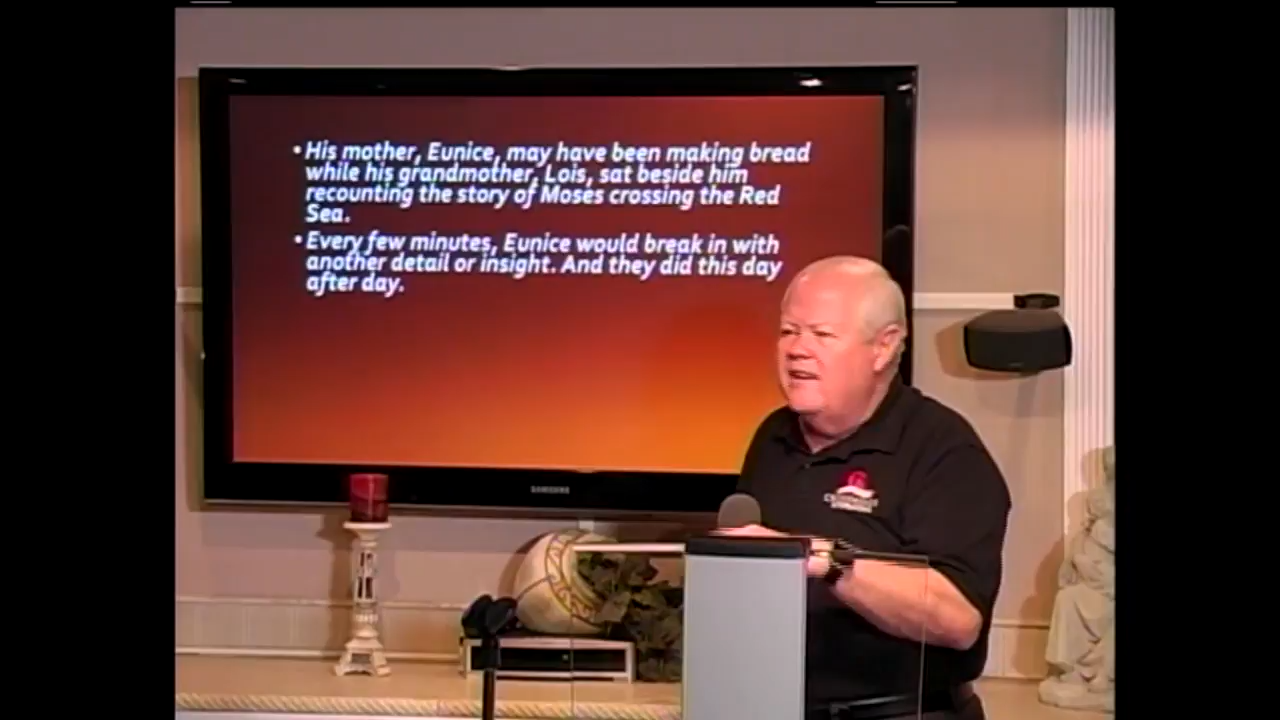 • His mother, Eunice, may have been making bread
while his grandmother, Lois, sat beside him
recounting the story of Moses crossing the Red
Sea.
• Every few minutes, Eunice would break in with
another detail or insight. And they did this day
after day.
SAMSUNG